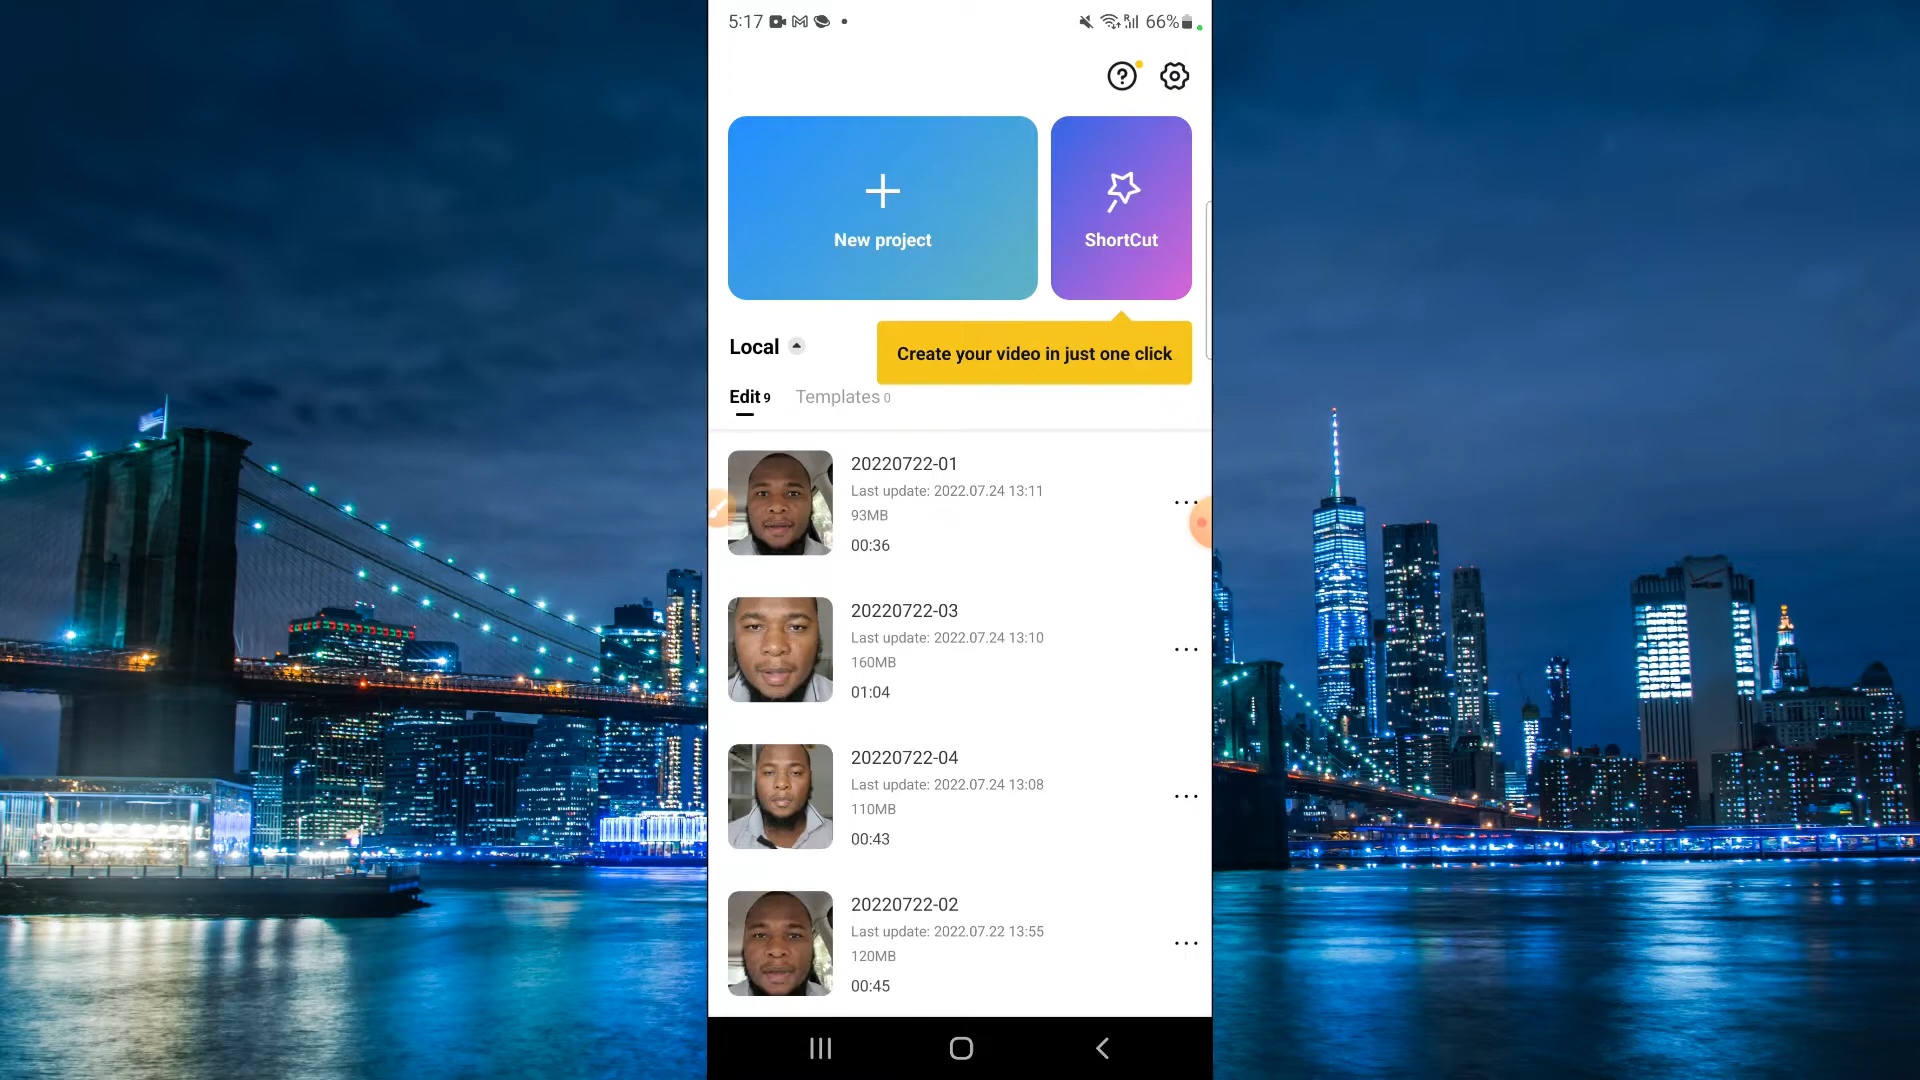 5:17
66%
New project
ShortCut
Local
Create your video in just one click
Edit 9
Templates 0
20220722-01
Last update: 2022.07.24 13:11
93MB
00:36
20220722-03
Last update: 2022.07.24 13:10
160MB
01:04
20220722-04
Last update: 2022.07.24 13:08
110MB
00:43
20220722-02
Last update: 2022.07.22 13:55
120MB
00:45
verizon